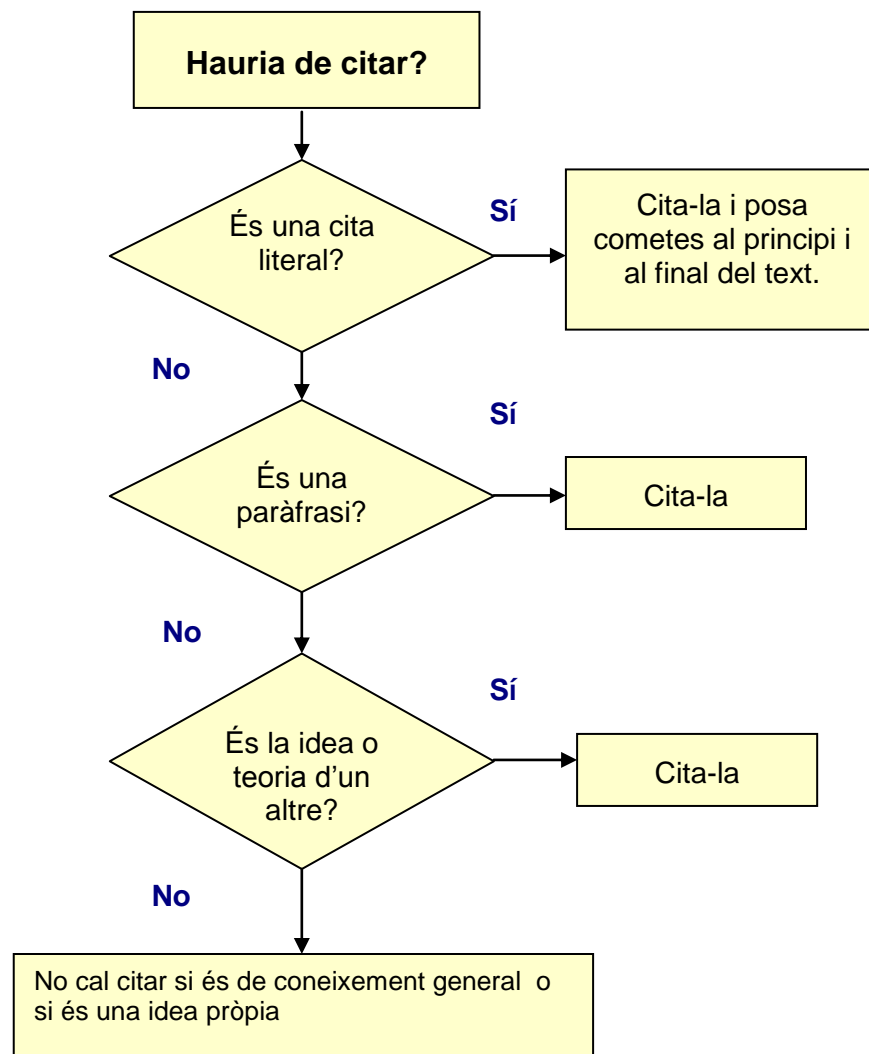 Hauria de citar?
És una cita
literal?
Sí
Cita-la i posa
cometes al principi i
al final del text.
No
És una
paràfrasi?
Sí
Cita-la
No
És la idea o
teoria d’un
altre?
Sí
Cita-la
No
No cal citar si és de coneixement general o
si és una idea pròpia